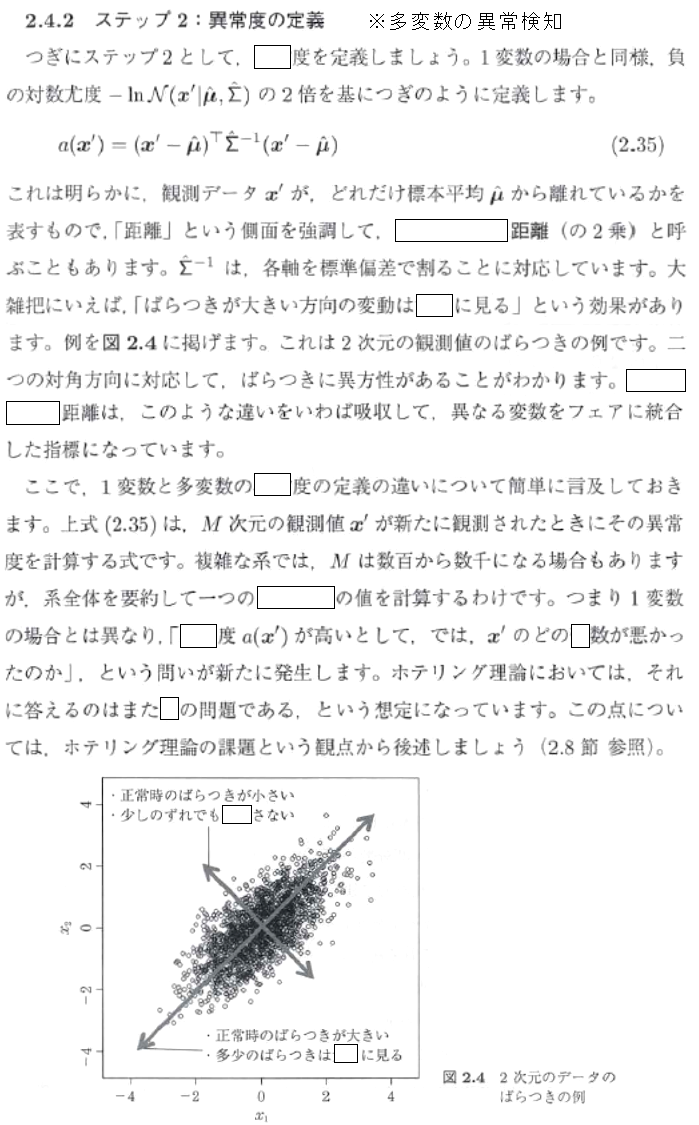 2.4.2 ステップ2：異常度の定義 ※多変数の異常検知
つぎにステップ2として，□度を定義しましょう。1変数の場合と同様，負
の対数尤度 −ln N(x′|μ̂, Σ̂) の2倍を基につぎのように定義します。
a(x′) = (x′ − μ̂)⊤Σ̂⁻¹(x′ − μ̂) (2.35)
これは明らかに，観測データ x′ が，どれだけ標本平均 μ̂ から離れているかを
表すもので，「距離」という側面を強調して，□距離（の2乗）と呼
ぶこともあります。Σ̂⁻¹ は，各軸を標準偏差で割ることに対応しています。大
雑把にいえば，「ばらつきが大きい方向の変動は□に見る」という効果があり
ます。例を図 2.4 に掲げます。これは2次元の観測値のばらつきの例です。二
つの対角方向に対応して，ばらつきに異方性があることがわかります。□
□距離は，このような違いをいわば吸収して，異なる変数をフェアに統合
した指標になっています。
ここで，1変数と多変数の□度の定義の違いについて簡単に言及しておき
ます。上式 (2.35) は，M 次元の観測値 x′ が新たに観測されたときにその異常
度を計算する式です。複雑な系では，M は数百から数千になる場合もあります
が，系全体を要約して一つの□の値を計算するわけです。つまり1変数
の場合とは異なり，「□度 a(x′) が高いとして，では，x′ のどの□数が悪かっ
たのか」，という問いが新たに発生します。ホテリング理論においては，それ
に答えるのはまた□の問題である，という想定になっています。この点につい
ては，ホテリング理論の課題という観点から後述しましょう（2.8節 参照）。
・正常時のばらつきが小さい
・少しのずれでも□さない
4
2
0
−2
−4
x₂
・正常時のばらつきが大きい
・多少のばらつきは□に見る
−4 −2 0 2 4
x₁
図 2.4 2次元のデータの
ばらつきの例